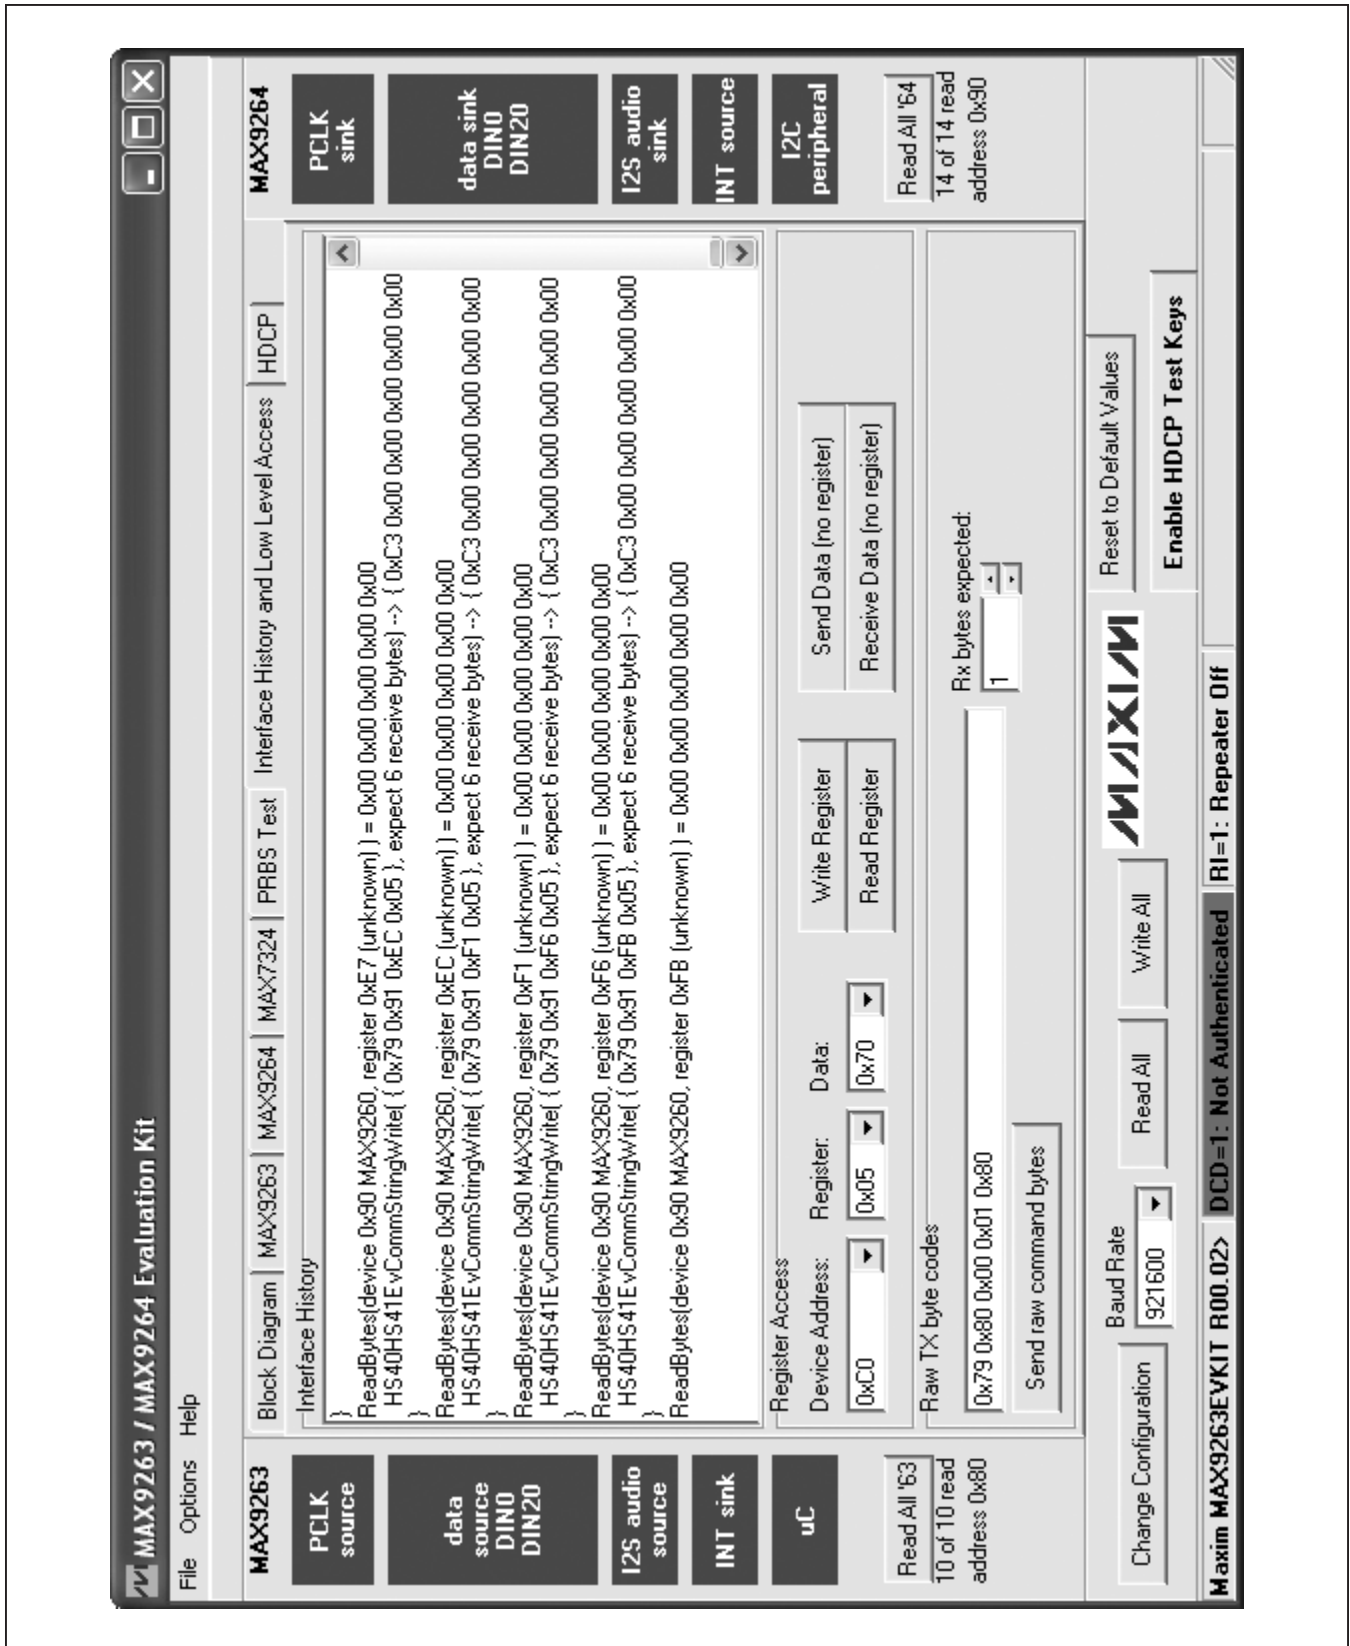 MAX9263 / MAX9264 Evaluation Kit
File Options Help
MAX9263
PCLK
source
data
source
DIN0
DIN20
I2S audio
source
INT sink
uC
Read All '63
10 of 10 read
address 0x80
Block Diagram MAX9263 MAX9264 MAX7324 PRBS Test Interface History and Low Level Access HDCP
Interface History
}
ReadBytes(device 0x90 MAX9260, register 0xE7 (unknown) ) = 0x00 0x00 0x00 0x00 0x00
HS40HS41EvCommStringWrite( { 0x79 0x91 0xEC 0x05 }, expect 6 receive bytes) --> { 0xC3 0x00 0x00 0x00 0x00 0x00
}
ReadBytes(device 0x90 MAX9260, register 0xEC (unknown) ) = 0x00 0x00 0x00 0x00 0x00
HS40HS41EvCommStringWrite( { 0x79 0x91 0xF1 0x05 }, expect 6 receive bytes) --> { 0xC3 0x00 0x00 0x00 0x00 0x00
}
ReadBytes(device 0x90 MAX9260, register 0xF1 (unknown) ) = 0x00 0x00 0x00 0x00 0x00
HS40HS41EvCommStringWrite( { 0x79 0x91 0xF6 0x05 }, expect 6 receive bytes) --> { 0xC3 0x00 0x00 0x00 0x00 0x00
}
ReadBytes(device 0x90 MAX9260, register 0xF6 (unknown) ) = 0x00 0x00 0x00 0x00 0x00
HS40HS41EvCommStringWrite( { 0x79 0x91 0xFB 0x05 }, expect 6 receive bytes) --> { 0xC3 0x00 0x00 0x00 0x00 0x00
}
ReadBytes(device 0x90 MAX9260, register 0xFB (unknown) ) = 0x00 0x00 0x00 0x00 0x00
Register Access
Device Address: Register: Data:
0xC0 0x05 0x70
Write Register
Read Register
Send Data (no register)
Receive Data (no register)
Raw TX byte codes
Rx bytes expected:
0x79 0x80 0x00 0x01 0x80
1
Send raw command bytes
MAX9264
PCLK
sink
data sink
DIN0
DIN20
I2S audio
sink
INT source
I2C
peripheral
Read All '64
14 of 14 read
address 0x90
Change Configuration
Baud Rate
921600
Read All
Write All
MAXIM
Reset to Default Values
Enable HDCP Test Keys
Maxim MAX9263EVKIT R00.02> DCD=1: Not Authenticated RI=1: Repeater Off